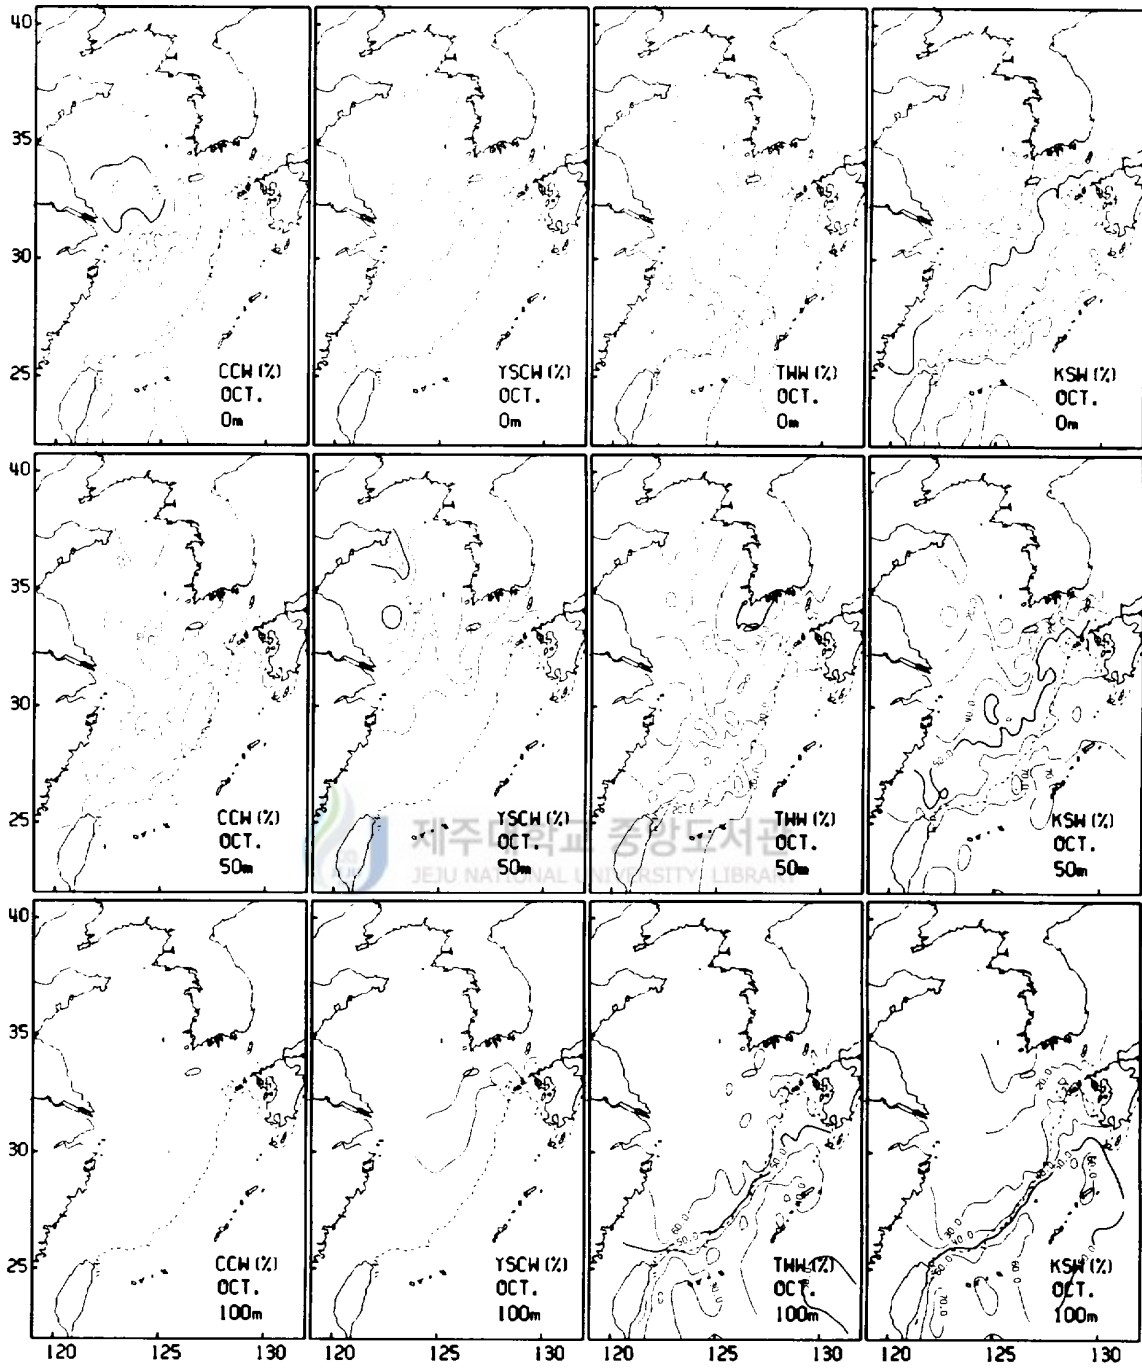 40
35
30
25
CCW (%)
OCT.
0m
YSCW (%)
OCT.
0m
TWW (%)
OCT.
0m
KSW (%)
OCT.
0m
40
35
30
25
CCW (%)
OCT.
50m
YSCW (%)
OCT.
50m
TWW (%)
OCT.
50m
KSW (%)
OCT.
50m
제주대학교 중앙도서관
JEJU NATIONAL UNIVERSITY LIBRARY
40
35
30
25
CCW (%)
OCT.
100m
YSCW (%)
OCT.
100m
TWW (%)
OCT.
100m
KSW (%)
OCT.
100m
120 125 130 120 125 130 120 125 130 120 125 130